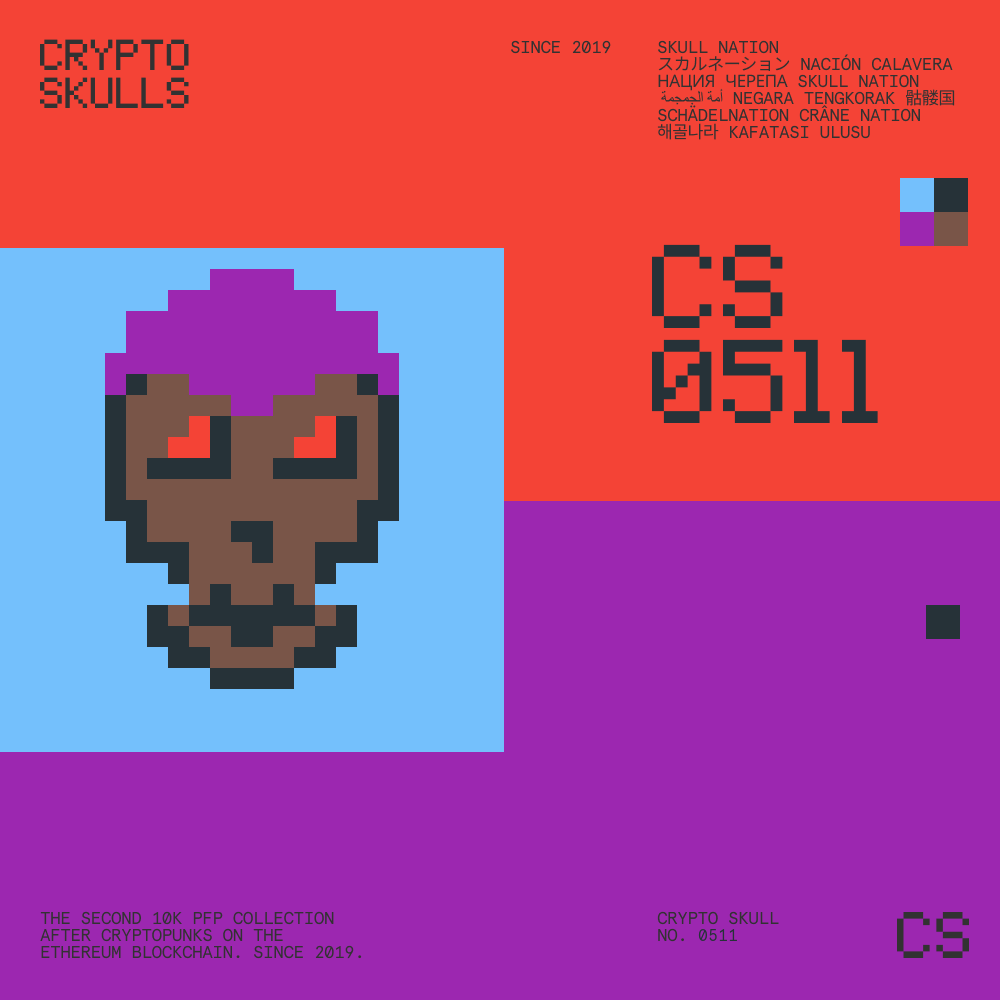 CRYPTO
SKULLS
SINCE 2019
SKULL NATION
スカルネーション NACIÓN CALAVERA
НАЦИЯ ЧЕРЕПА SKULL NATION
أمة الجمجمة NEGARA TENGKORAK 骷髅国
SCHÄDELNATION CRÂNE NATION
해골나라 KAFATASI ULUSU
CS
0511
THE SECOND 10K PFP COLLECTION
AFTER CRYPTOPUNKS ON THE
ETHEREUM BLOCKCHAIN. SINCE 2019.
CRYPTO SKULL
NO. 0511
CS